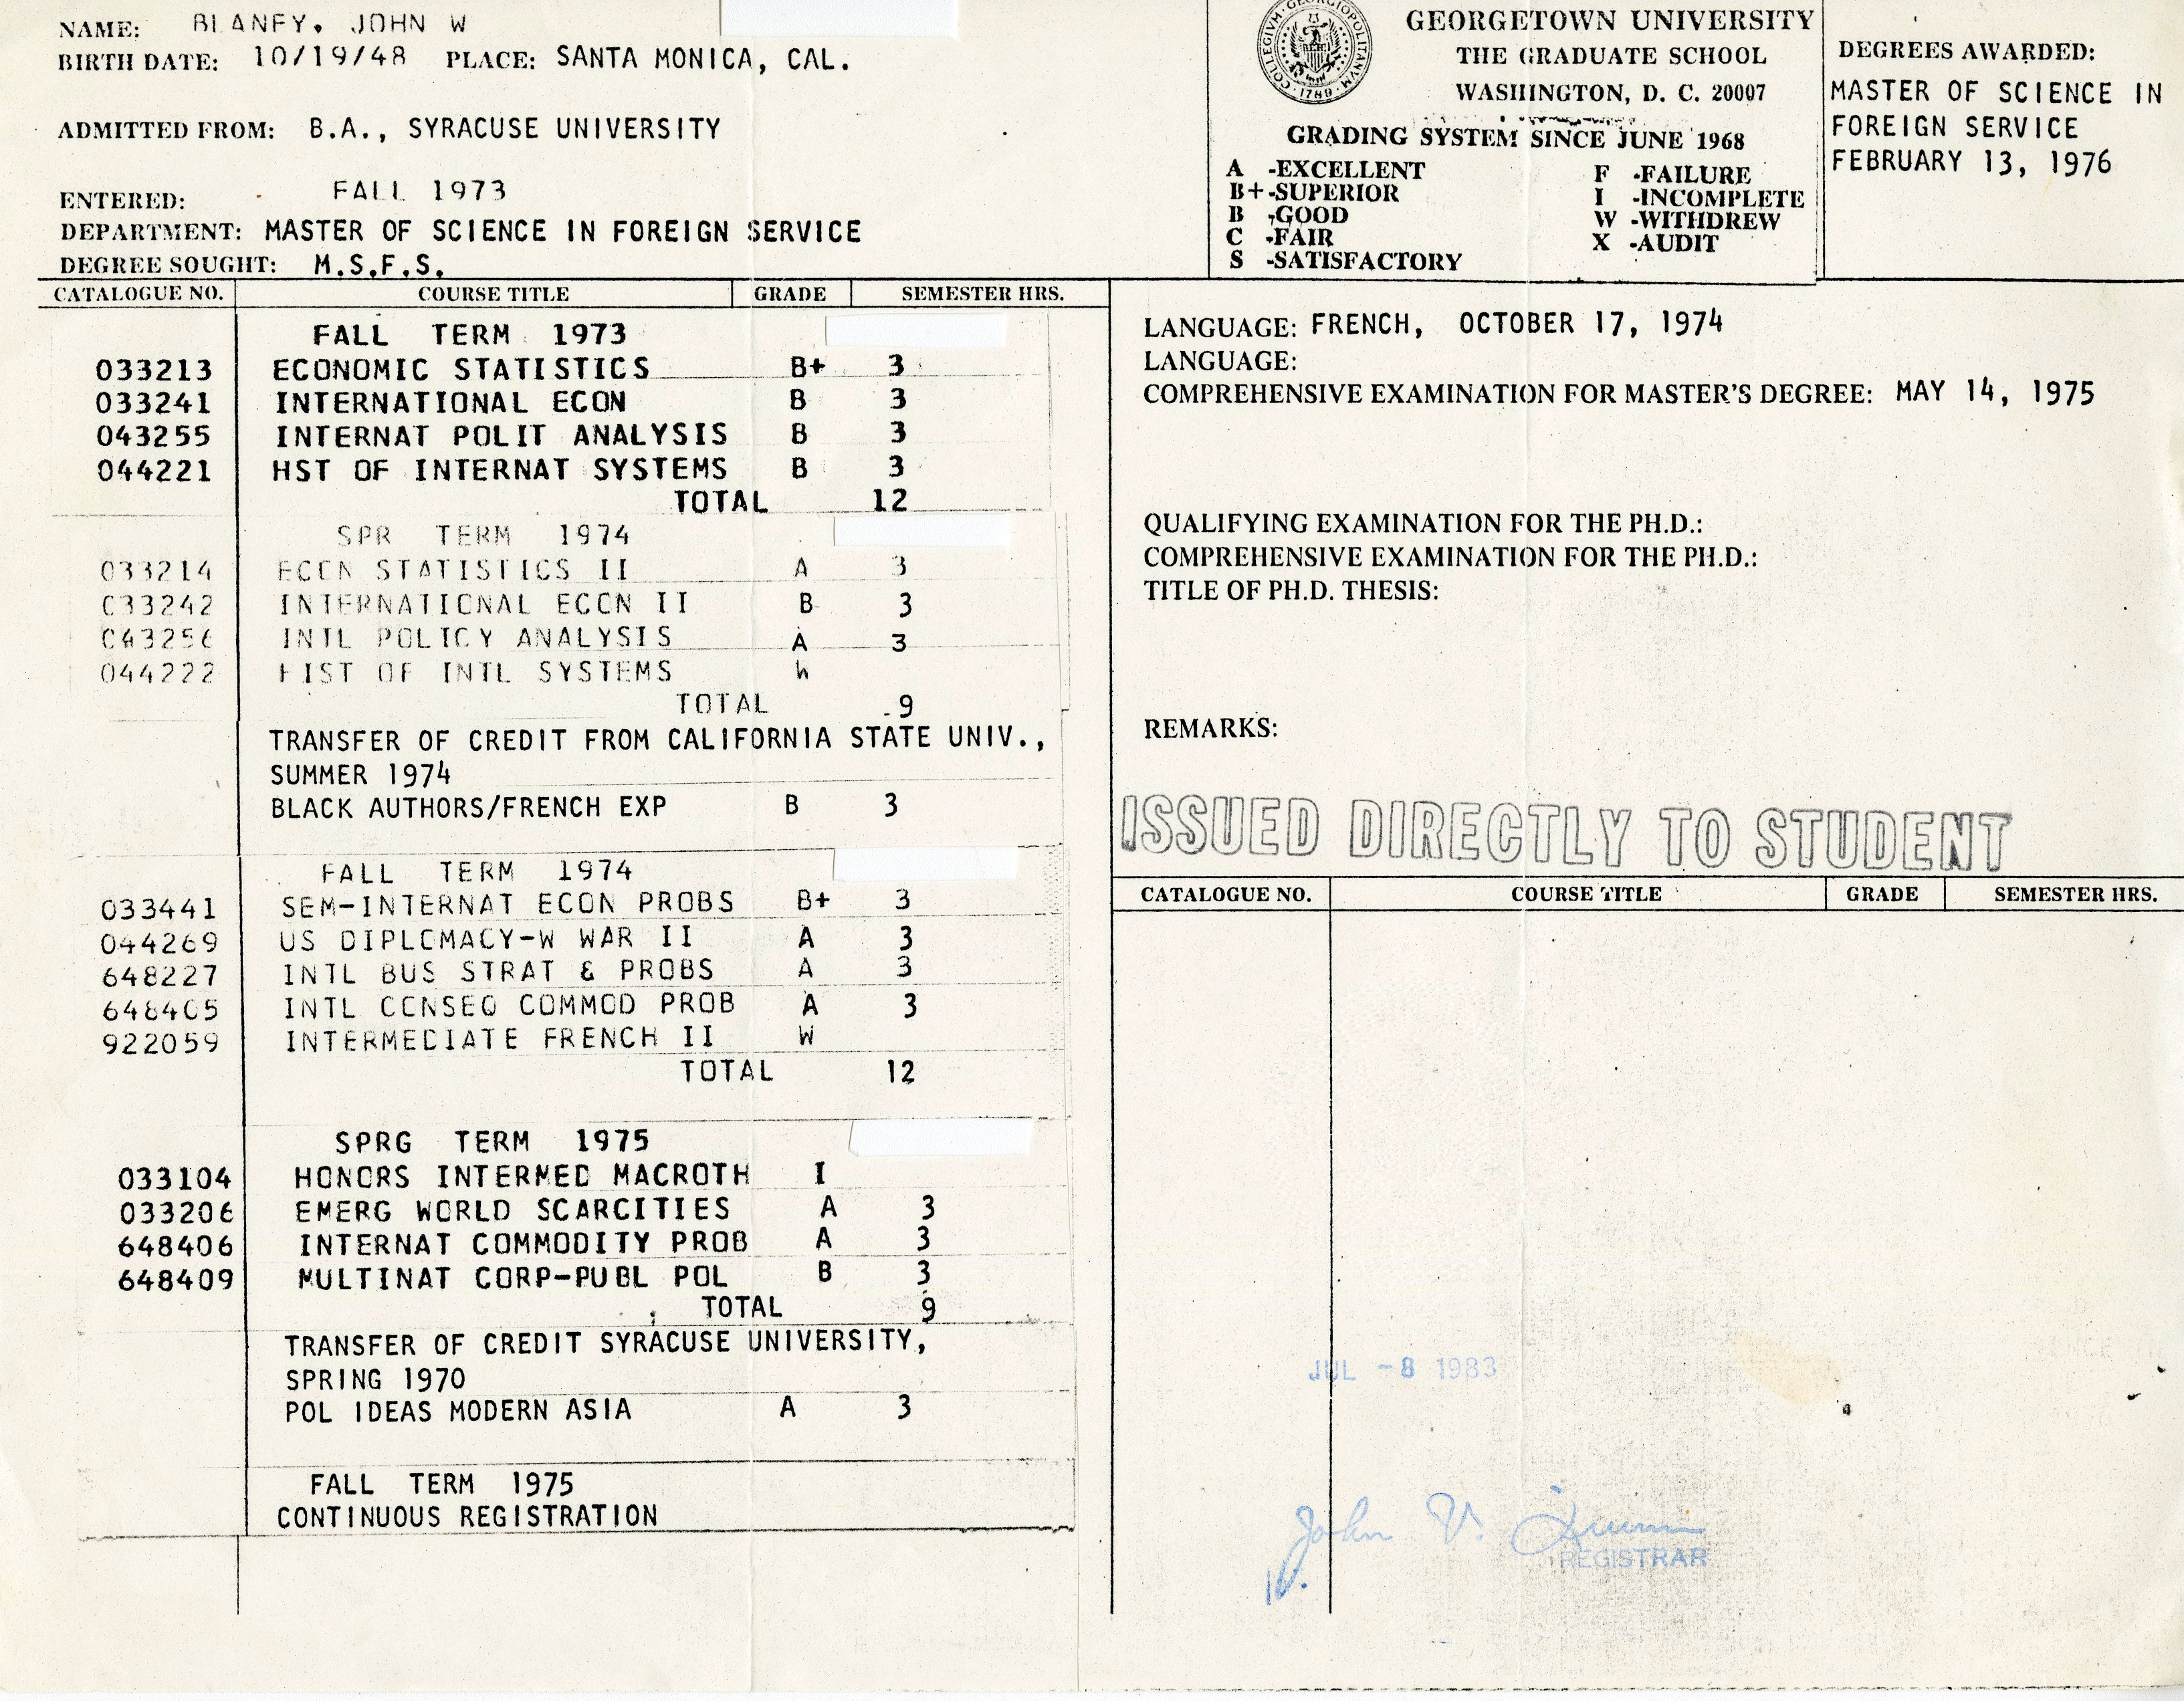 NAME: BLANEY, JOHN W
BIRTH DATE: 10/19/48 PLACE: SANTA MONICA, CAL.
ADMITTED FROM: B.A., SYRACUSE UNIVERSITY
ENTERED: FALL 1973
DEPARTMENT: MASTER OF SCIENCE IN FOREIGN SERVICE
DEGREE SOUGHT: M.S.F.S.
COLLEGIVM · GEORGIOPOLITANVM · 1789 ·
GEORGETOWN UNIVERSITY
THE GRADUATE SCHOOL
WASHINGTON, D. C. 20007
GRADING SYSTEM SINCE JUNE 1968
A -EXCELLENT F -FAILURE
B+-SUPERIOR I -INCOMPLETE
B -GOOD W -WITHDREW
C -FAIR X -AUDIT
S -SATISFACTORY
DEGREES AWARDED:
MASTER OF SCIENCE IN
FOREIGN SERVICE
FEBRUARY 13, 1976
CATALOGUE NO. COURSE TITLE GRADE SEMESTER HRS.
FALL TERM 1973
033213 ECONOMIC STATISTICS B+ 3
033241 INTERNATIONAL ECON B 3
043255 INTERNAT POLIT ANALYSIS B 3
044221 HST OF INTERNAT SYSTEMS B 3
TOTAL 12
SPR TERM 1974
033214 ECCN STATISTICS II A 3
C33242 INTERNATIONAL ECCN II B 3
C43256 INTL POLICY ANALYSIS A 3
044222 HIST OF INTL SYSTEMS W
TOTAL 9
TRANSFER OF CREDIT FROM CALIFORNIA STATE UNIV.,
SUMMER 1974
BLACK AUTHORS/FRENCH EXP B 3
FALL TERM 1974
033441 SEM-INTERNAT ECON PROBS B+ 3
044269 US DIPLCMACY-W WAR II A 3
648227 INTL BUS STRAT & PROBS A 3
648405 INTL CCNSEQ COMMOD PROB A 3
922059 INTERMEDIATE FRENCH II W
TOTAL 12
SPRG TERM 1975
033104 HONORS INTERMED MACROTH I
033206 EMERG WORLD SCARCITIES A 3
648406 INTERNAT COMMODITY PROB A 3
648409 MULTINAT CORP-PUBL POL B 3
TOTAL 9
TRANSFER OF CREDIT SYRACUSE UNIVERSITY,
SPRING 1970
POL IDEAS MODERN ASIA A 3
FALL TERM 1975
CONTINUOUS REGISTRATION
LANGUAGE: FRENCH, OCTOBER 17, 1974
LANGUAGE:
COMPREHENSIVE EXAMINATION FOR MASTER'S DEGREE: MAY 14, 1975
QUALIFYING EXAMINATION FOR THE PH.D.:
COMPREHENSIVE EXAMINATION FOR THE PH.D.:
TITLE OF PH.D. THESIS:
REMARKS:
ISSUED DIRECTLY TO STUDENT
CATALOGUE NO. COURSE TITLE GRADE SEMESTER HRS.
JUL -8 1983
John V. Quinn
REGISTRAR